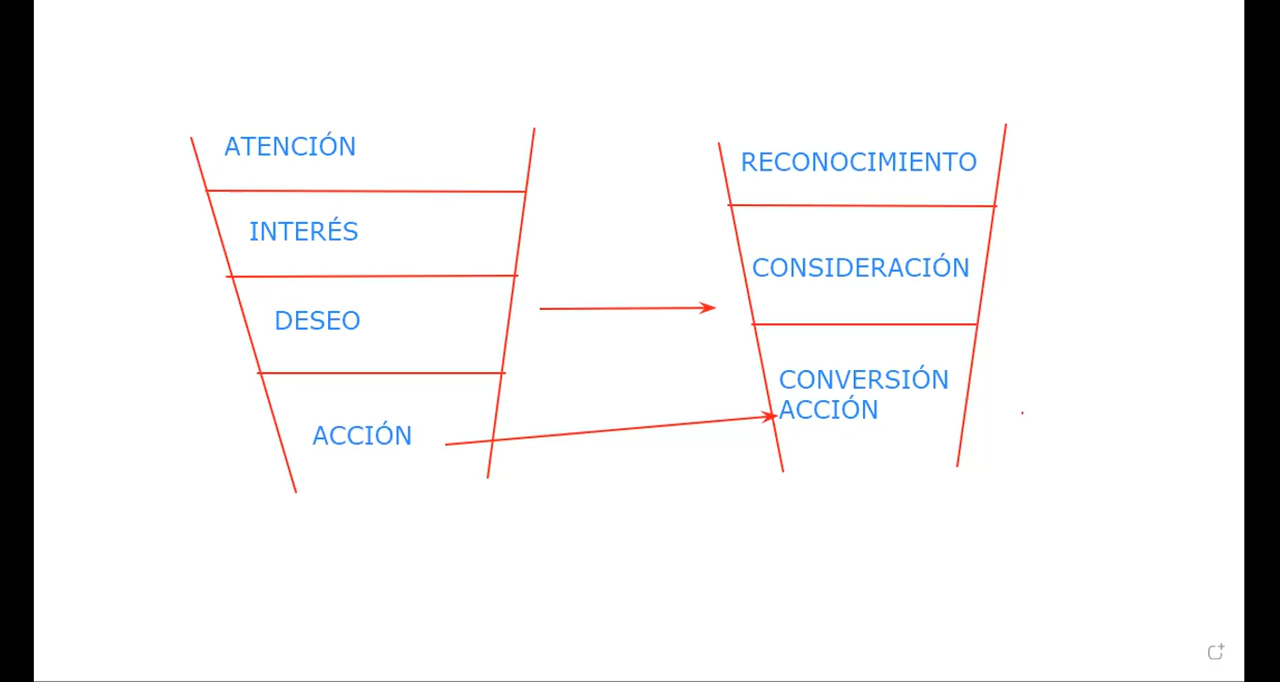 ATENCIÓN
INTERÉS
DESEO
ACCIÓN
RECONOCIMIENTO
CONSIDERACIÓN
CONVERSIÓN
ACCIÓN